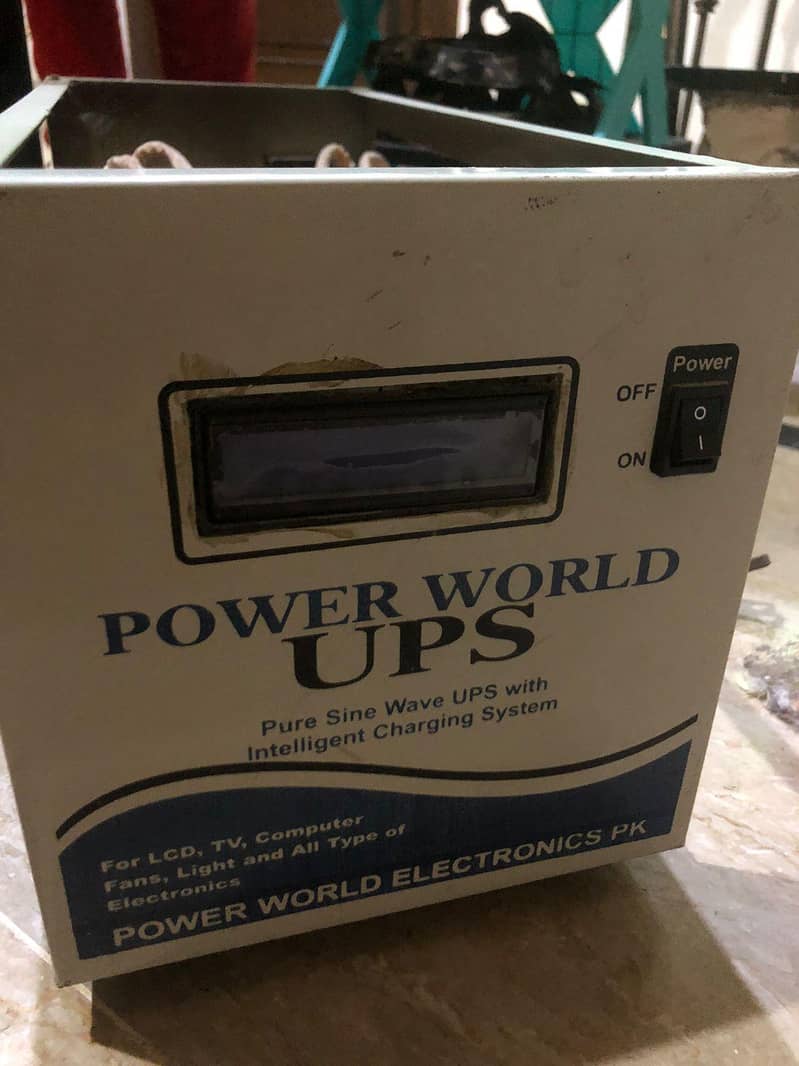 Power
OFF
ON
POWER WORLD
UPS
Pure Sine Wave UPS with
Intelligent Charging System
For LCD, TV, Computer
Fans, Light and All Type of
Electronics
POWER WORLD ELECTRONICS PK